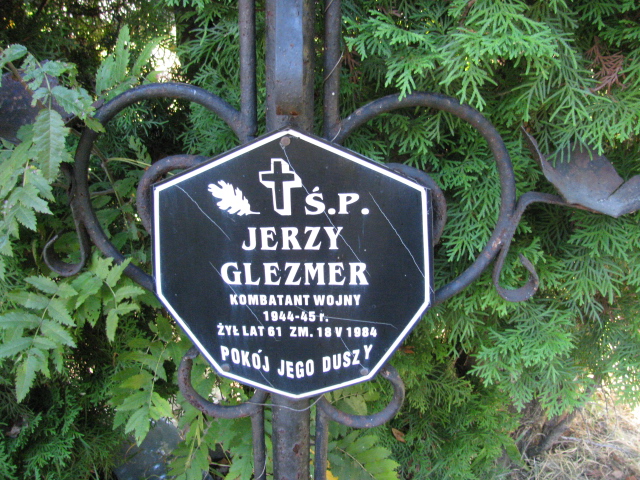 Ś.P.
JERZY
GLEZMER
KOMBATANT WOJNY
1944-45 r.
ŻYŁ LAT 61 ZM. 18 V 1984
POKÓJ JEGO DUSZY